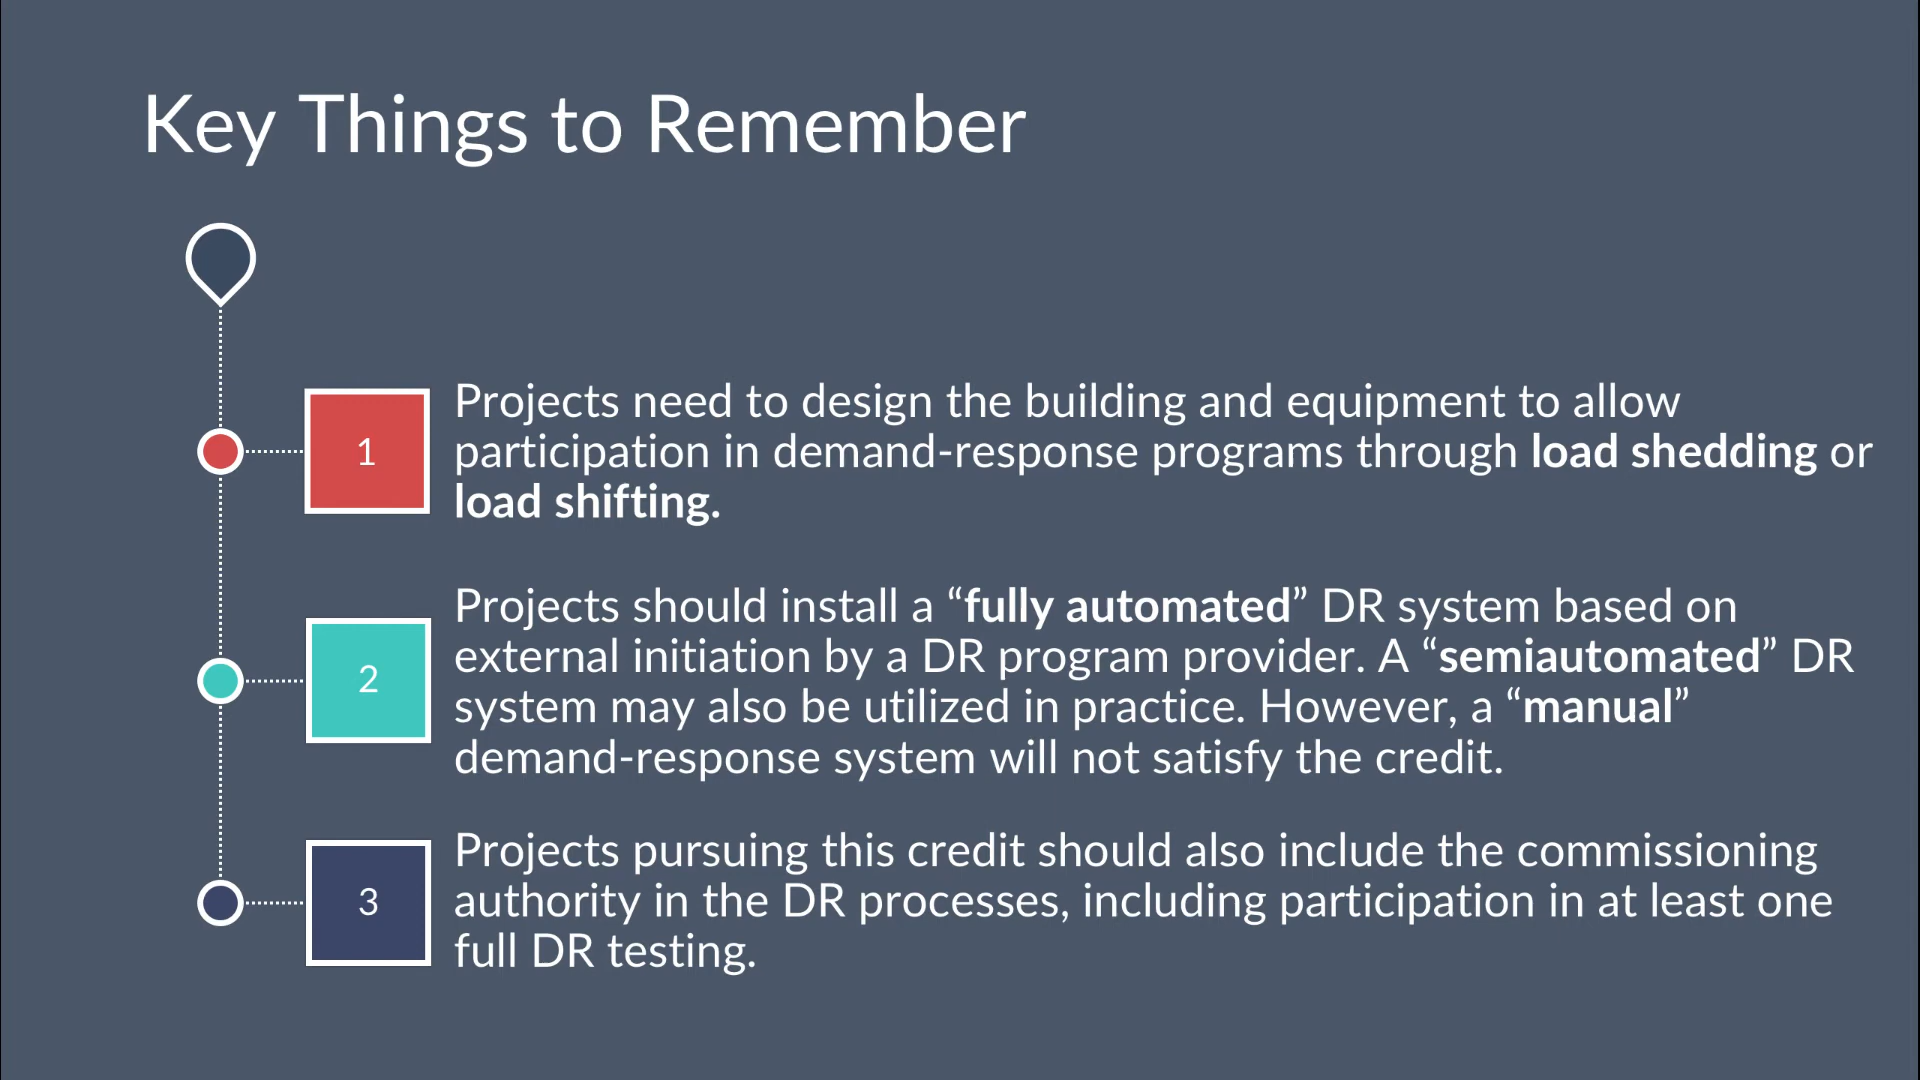 Key Things to Remember
1
Projects need to design the building and equipment to allow
participation in demand-response programs through load shedding or
load shifting.
2
Projects should install a “fully automated” DR system based on
external initiation by a DR program provider. A “semiautomated” DR
system may also be utilized in practice. However, a “manual”
demand-response system will not satisfy the credit.
3
Projects pursuing this credit should also include the commissioning
authority in the DR processes, including participation in at least one
full DR testing.